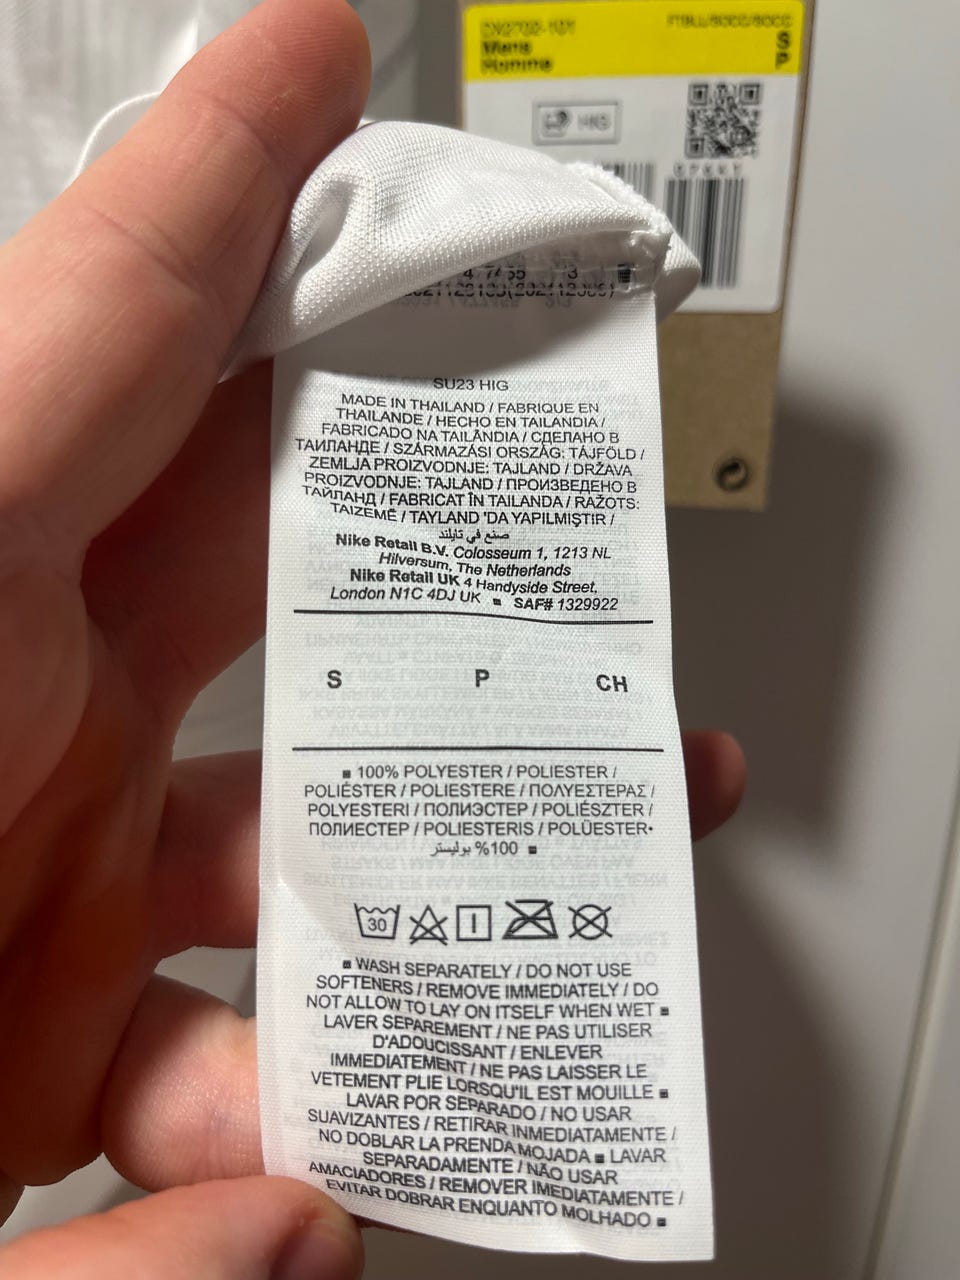 Mens
Homme
S
P
HIG
SU23 HIG
MADE IN THAILAND / FABRIQUE EN
THAILANDE / HECHO EN TAILANDIA /
FABRICADO NA TAILÂNDIA / СДЕЛАНО В
ТАИЛАНДЕ / SZÁRMAZÁSI ORSZÁG: TÁJFÖLD /
ZEMLJA PROIZVODNJE: TAJLAND / DRŽAVA
PROIZVODNJE: TAJLAND / ПРОИЗВЕДЕНО В
ТАЙЛАНД / FABRICAT ÎN TAILANDA / RAŽOTS:
TAIZEMĒ / TAYLAND 'DA YAPILMIŞTIR /
صنع في تايلند
Nike Retail B.V. Colosseum 1, 1213 NL
Hilversum, The Netherlands
Nike Retail UK 4 Handyside Street,
London N1C 4DJ UK ■ SAF# 1329922
S P CH
■ 100% POLYESTER / POLIESTER /
POLIÉSTER / POLIESTERE / ΠΟΛΥΕΣΤΕΡΑΣ /
POLYESTERI / ПОЛИЭСТЕР / POLIÉSZTER /
ПОЛИЕСТЕР / POLIESTERIS / POLÜESTER•
100% بوليستر ■
30
■ WASH SEPARATELY / DO NOT USE
SOFTENERS / REMOVE IMMEDIATELY / DO
NOT ALLOW TO LAY ON ITSELF WHEN WET ■
LAVER SEPAREMENT / NE PAS UTILISER
D'ADOUCISSANT / ENLEVER
IMMEDIATEMENT / NE PAS LAISSER LE
VETEMENT PLIE LORSQU'IL EST MOUILLE ■
LAVAR POR SEPARADO / NO USAR
SUAVIZANTES / RETIRAR INMEDIATAMENTE /
NO DOBLAR LA PRENDA MOJADA ■ LAVAR
SEPARADAMENTE / NÃO USAR
AMACIADORES / REMOVER IMEDIATAMENTE /
EVITAR DOBRAR ENQUANTO MOLHADO ■